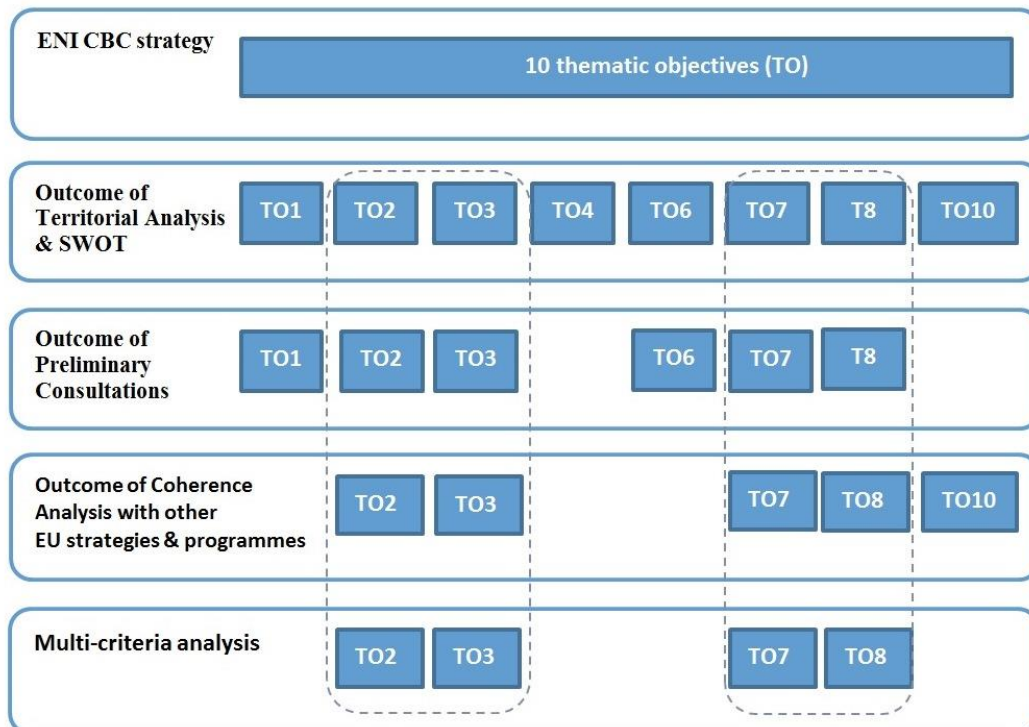 ENI CBC strategy
10 thematic objectives (TO)
Outcome of
Territorial Analysis
& SWOT
TO1 TO2 TO3 TO4 TO6 TO7 T8 TO10
Outcome of
Preliminary
Consultations
TO1 TO2 TO3 TO6 TO7 T8
Outcome of Coherence
Analysis with other
EU strategies & programmes
TO2 TO3 TO7 TO8 TO10
Multi-criteria analysis
TO2 TO3 TO7 TO8